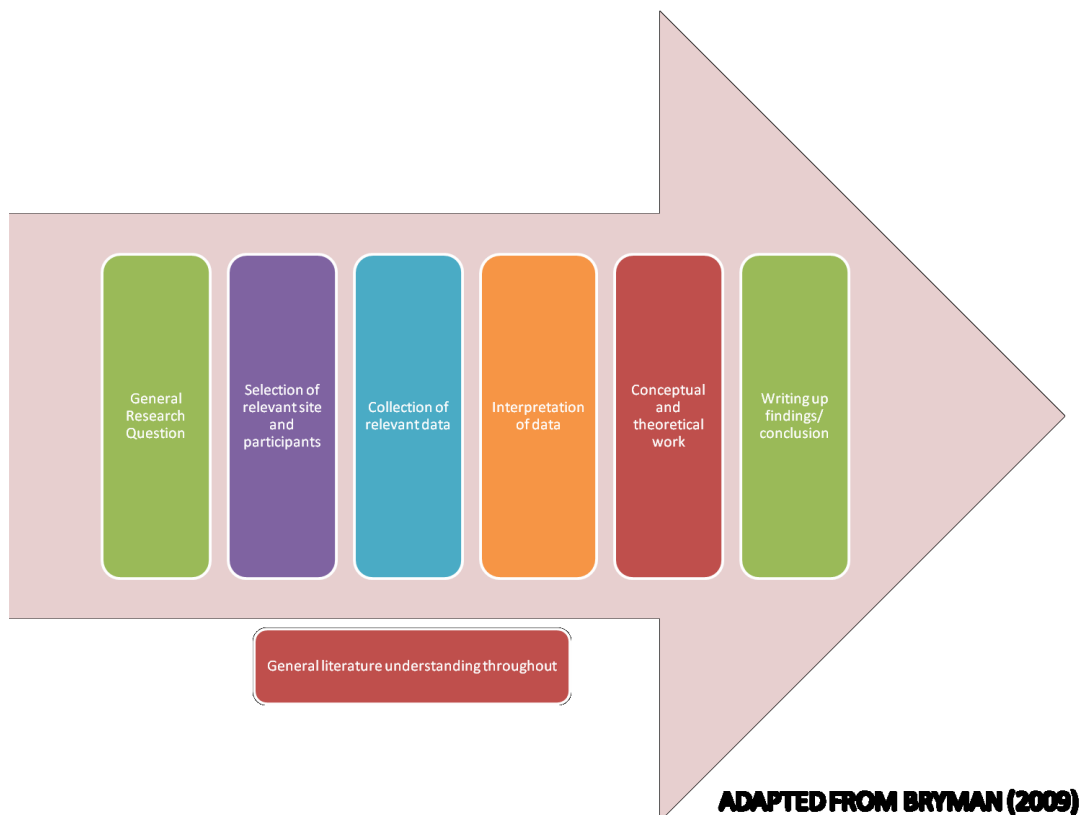 General
Research
Question
Selection of
relevant site
and
participants
Collection of
relevant data
Interpretation
of data
Conceptual
and
theoretical
work
Writing up
findings/
conclusion
General literature understanding throughout
ADAPTED FROM BRYMAN (2009)